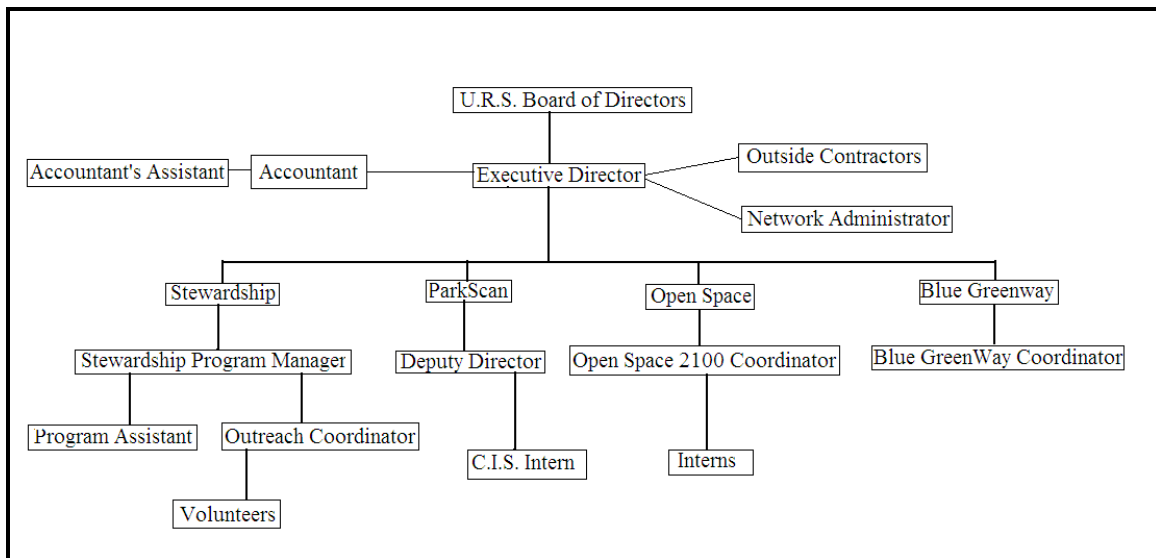 U.R.S. Board of Directors
Accountant's Assistant
Accountant
Executive Director
Outside Contractors
Network Administrator
Stewardship
ParkScan
Open Space
Blue Greenway
Stewardship Program Manager
Deputy Director
Open Space 2100 Coordinator
Blue GreenWay Coordinator
Program Assistant
Outreach Coordinator
C.I.S. Intern
Interns
Volunteers